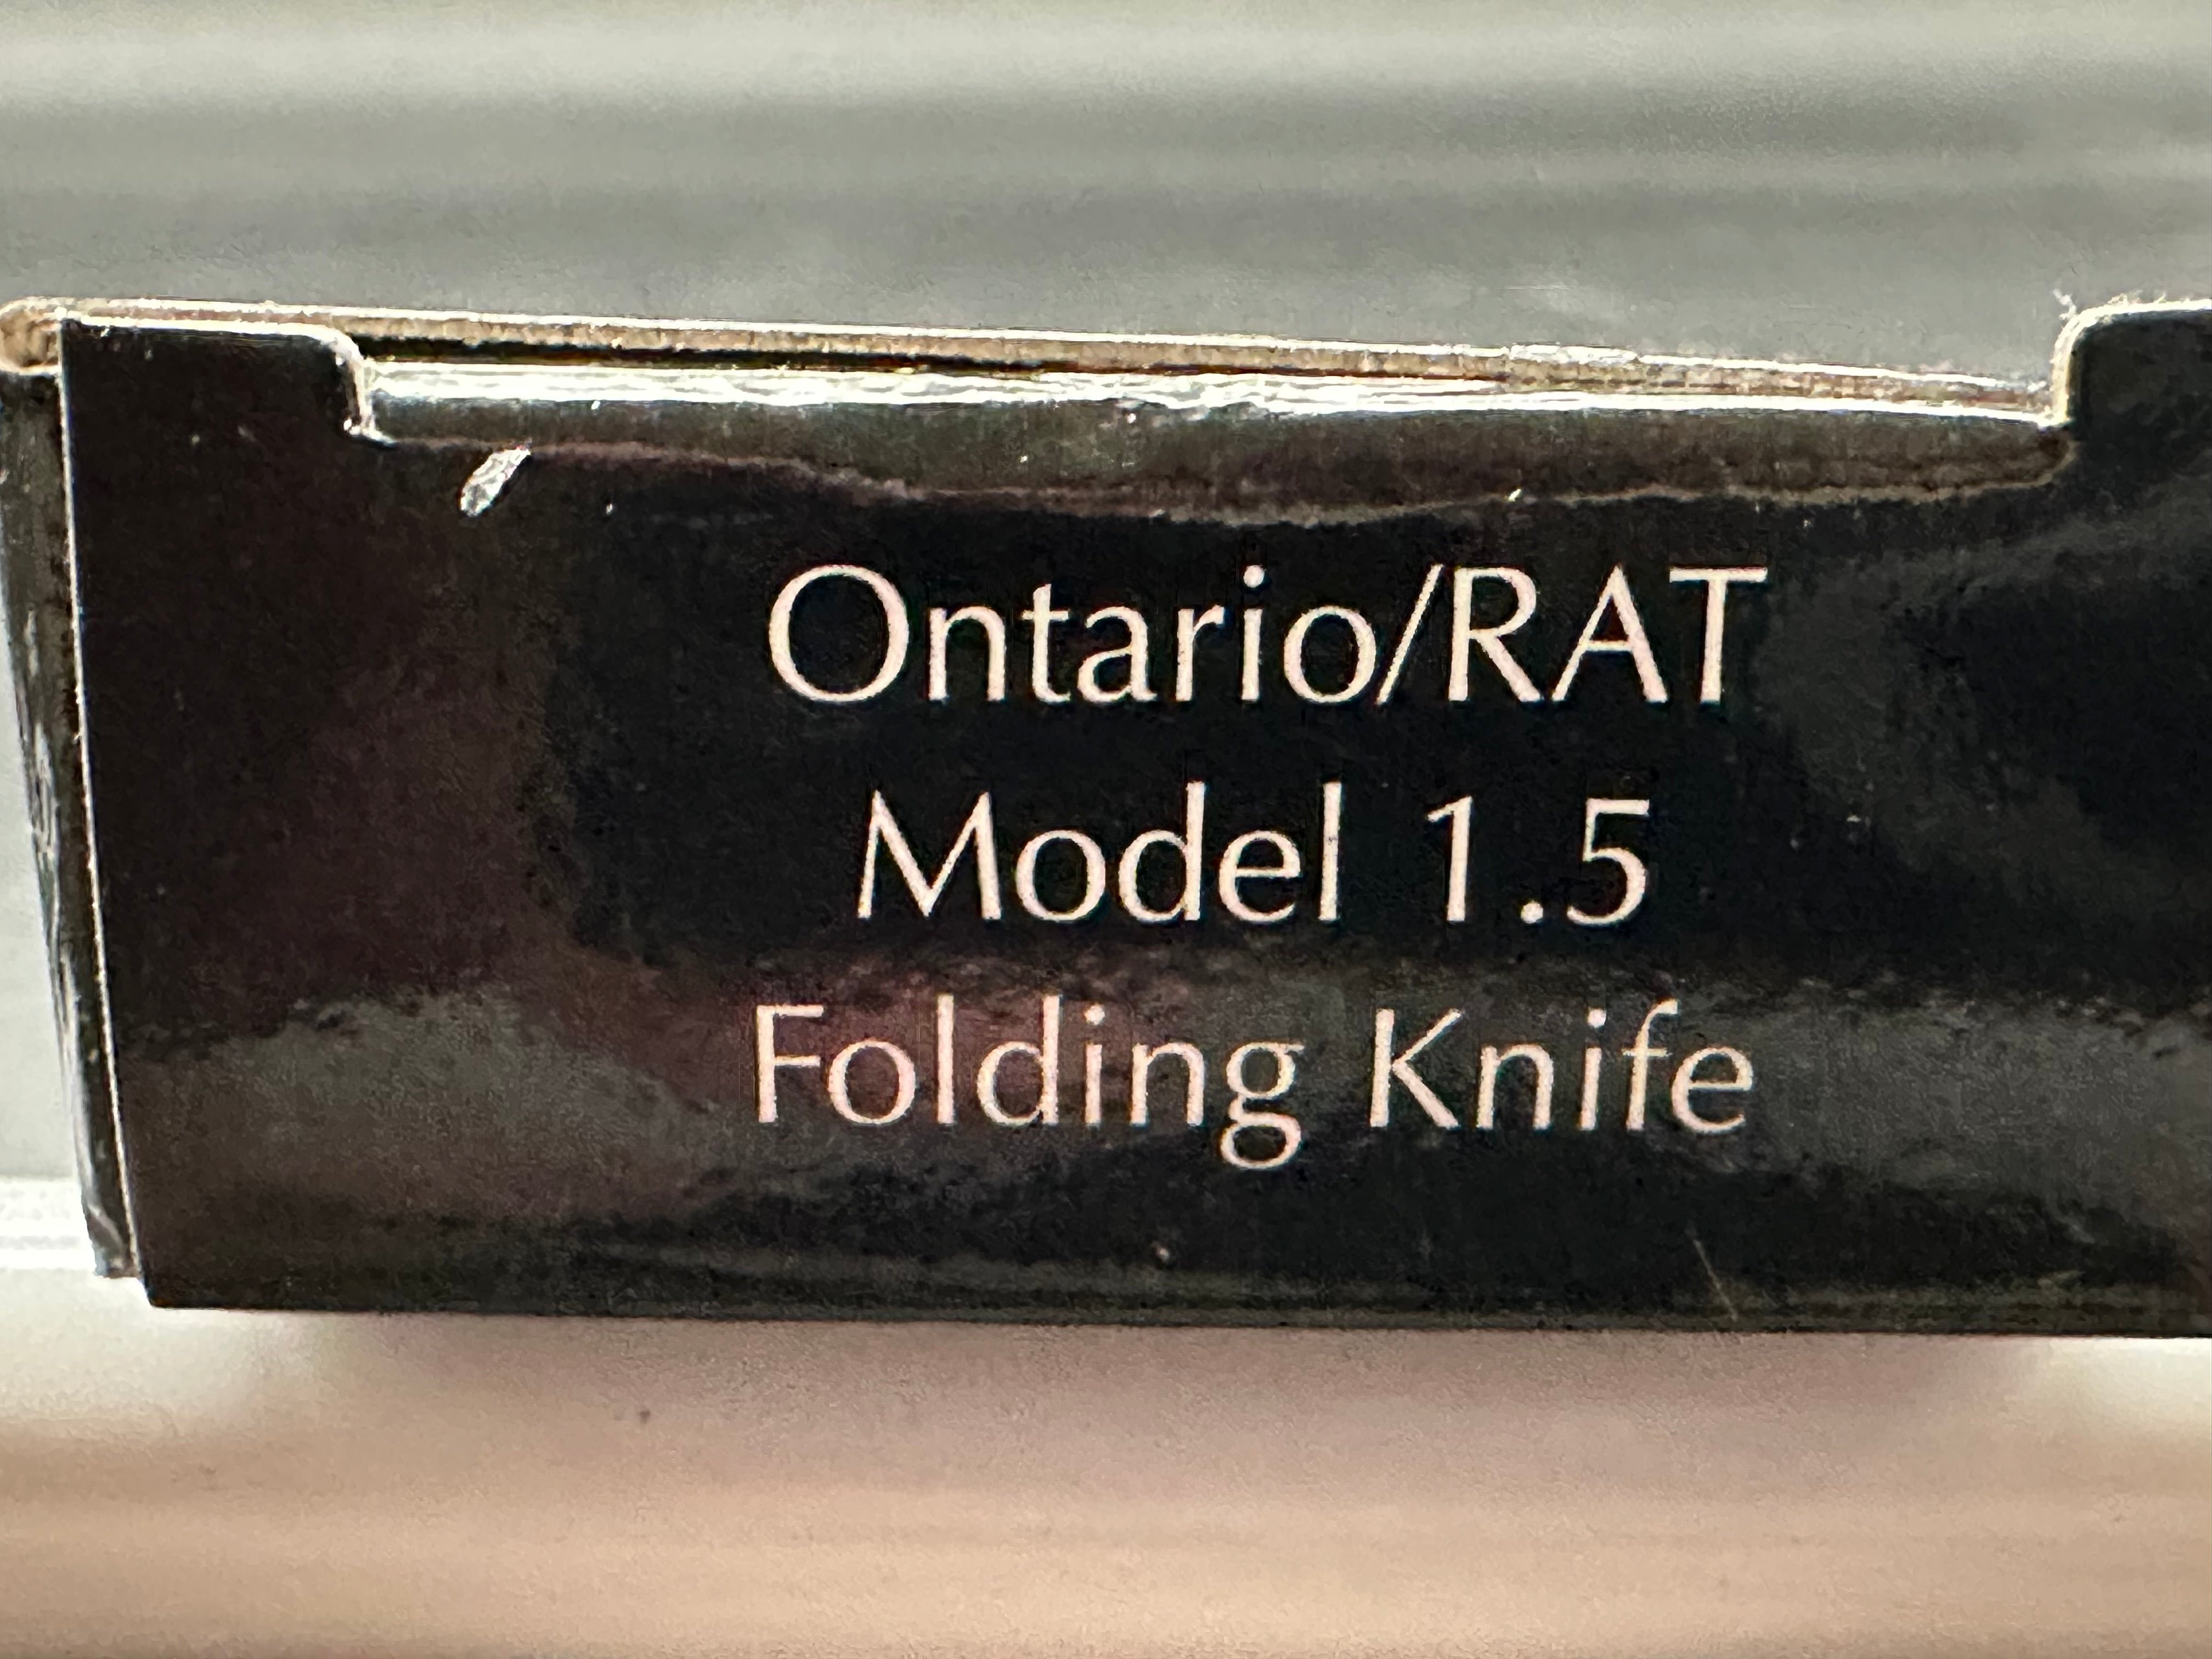 Ontario/RAT
Model 1.5
Folding Knife